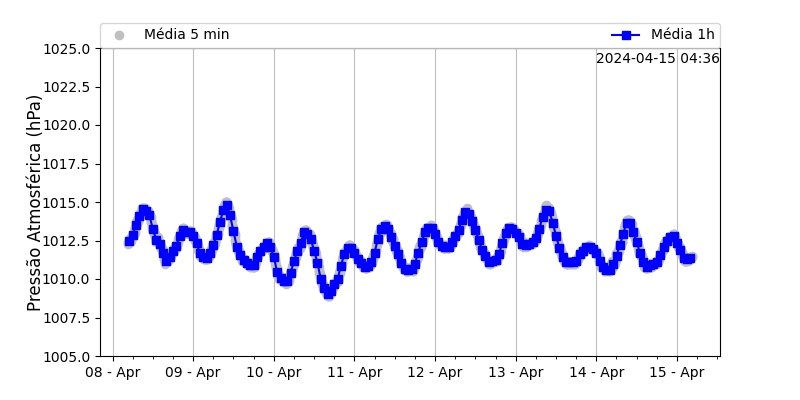 Média 5 min
Média 1h
2024-04-15 04:36
Pressão Atmosférica (hPa)
1025.0
1022.5
1020.0
1017.5
1015.0
1012.5
1010.0
1007.5
1005.0
08 - Apr 09 - Apr 10 - Apr 11 - Apr 12 - Apr 13 - Apr 14 - Apr 15 - Apr